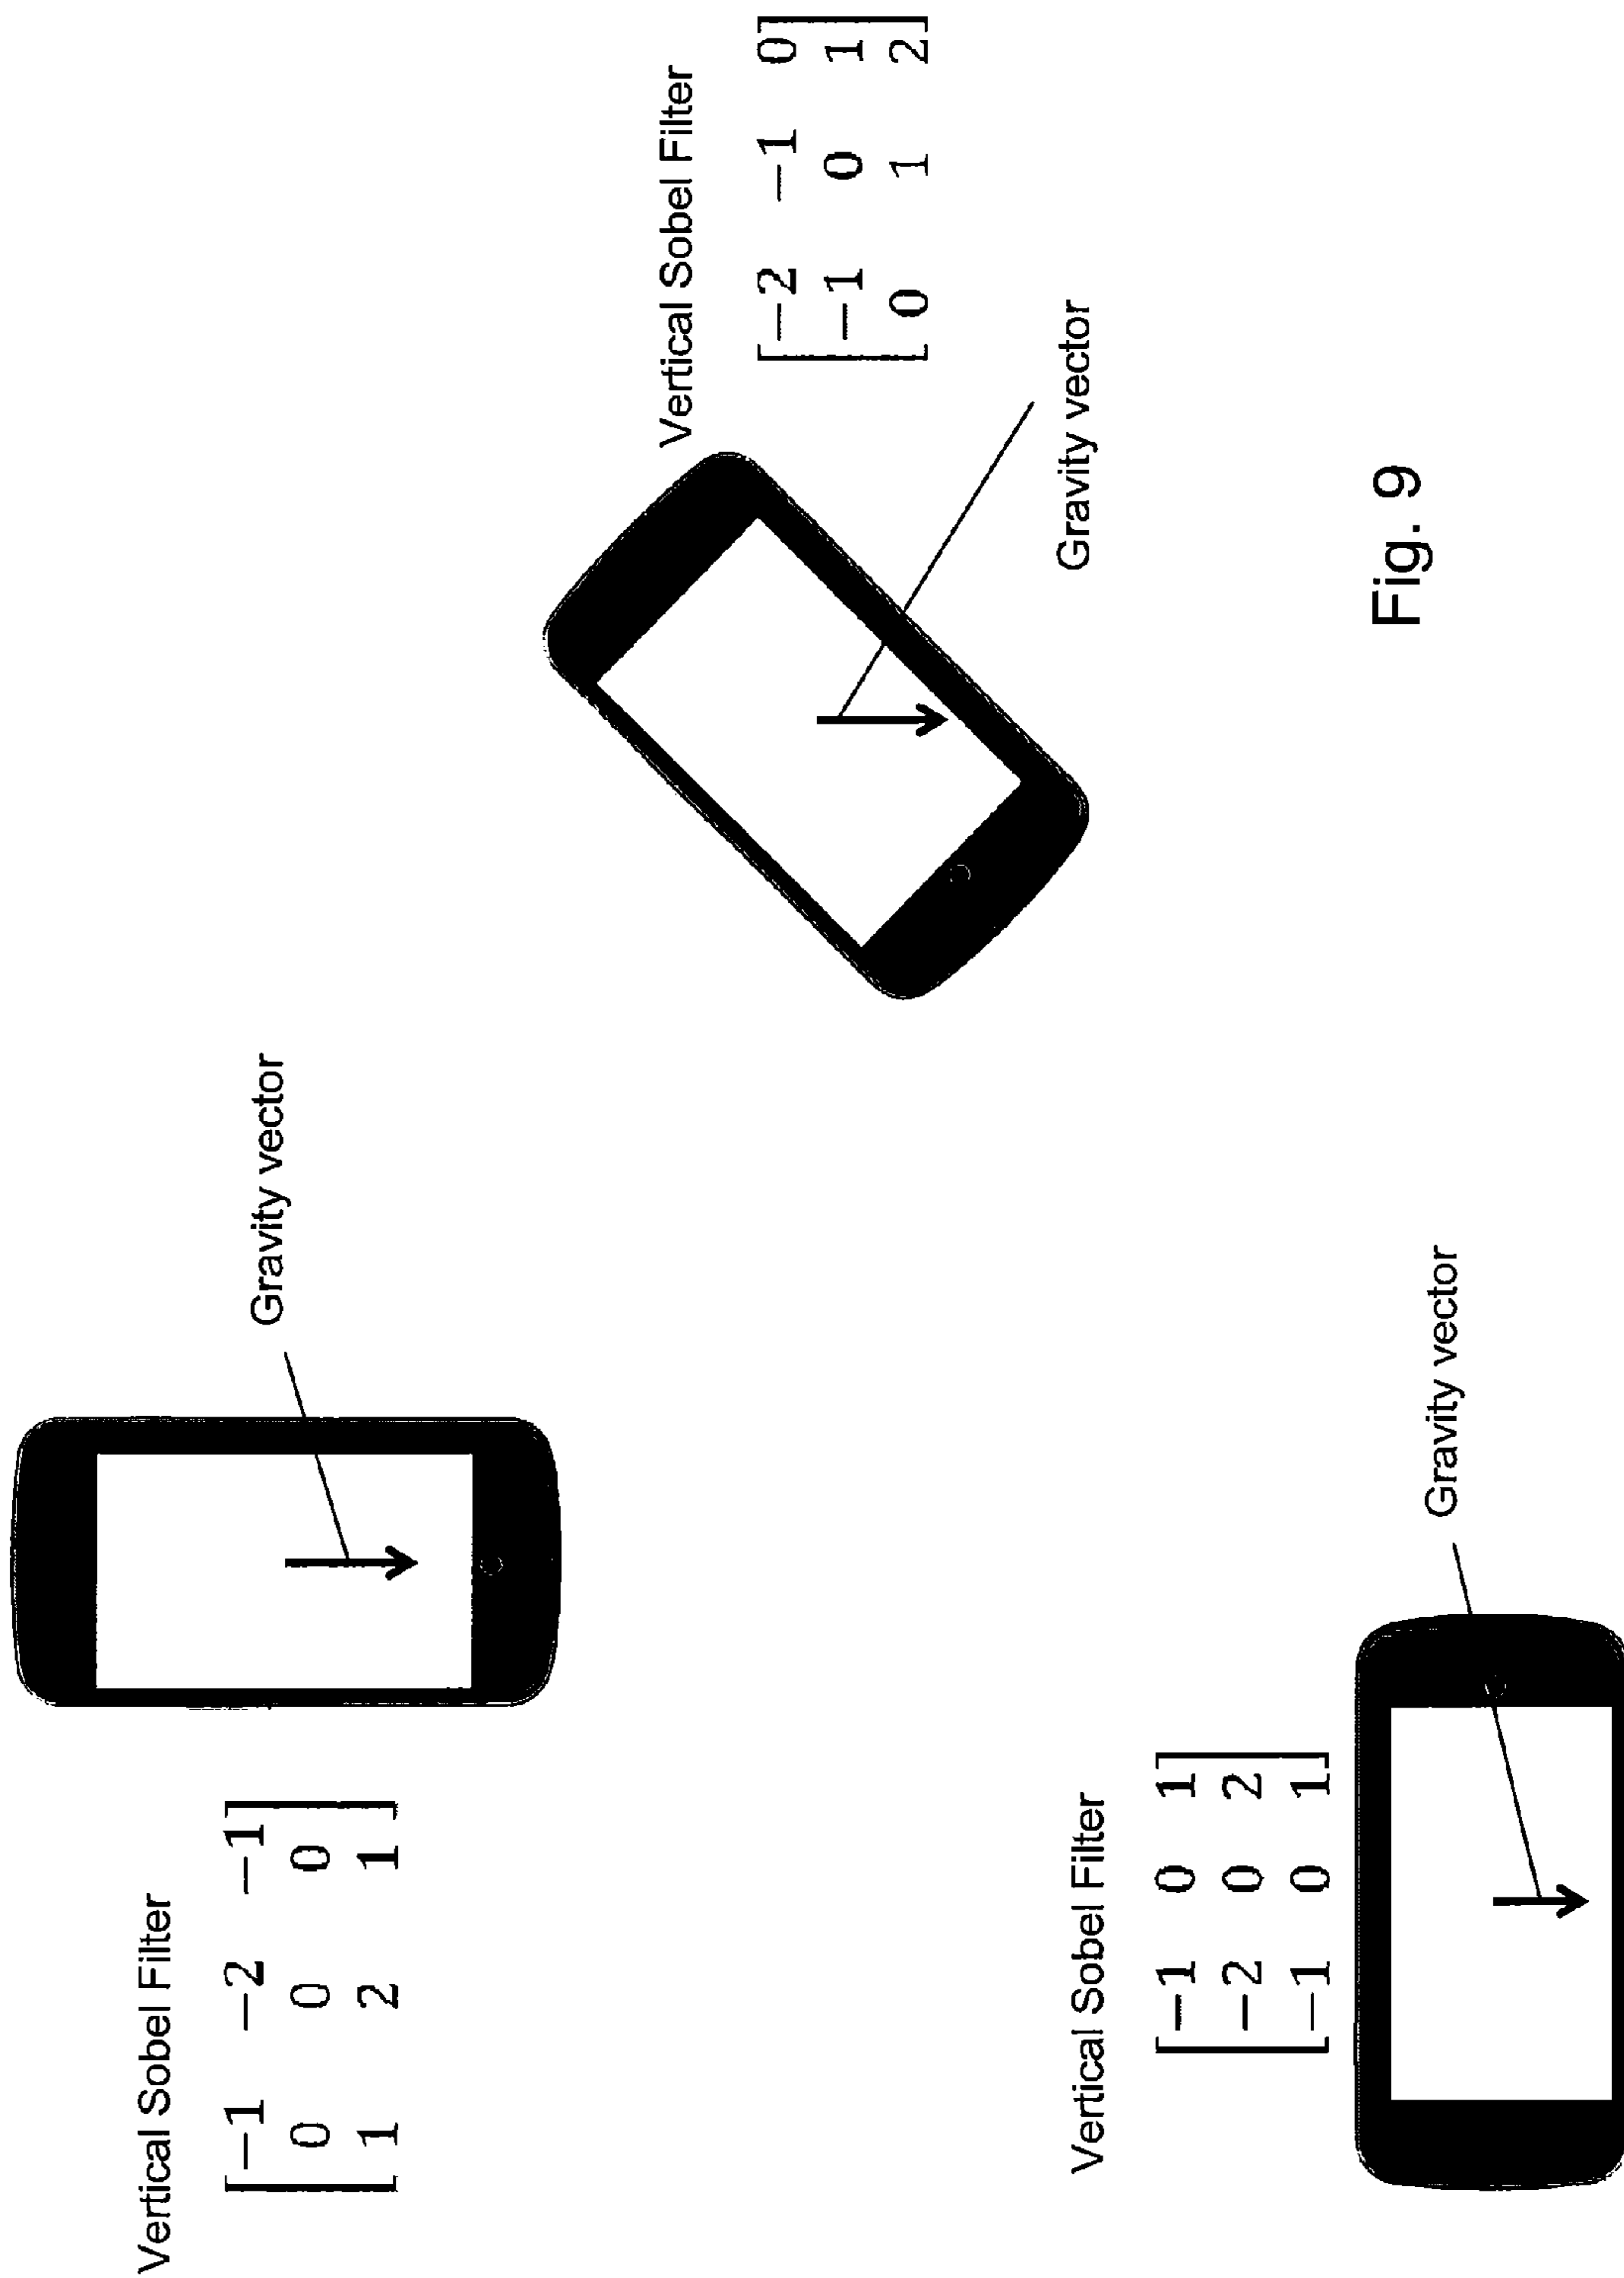 Vertical Sobel Filter
[−1 −2 −1]
[0 0 0]
[1 2 1]
Gravity vector
Vertical Sobel Filter
[−2 −1 0]
[−1 0 1]
[0 1 2]
Gravity vector
Vertical Sobel Filter
[−1 0 1]
[−2 0 2]
[−1 0 1]
Gravity vector
Fig. 9